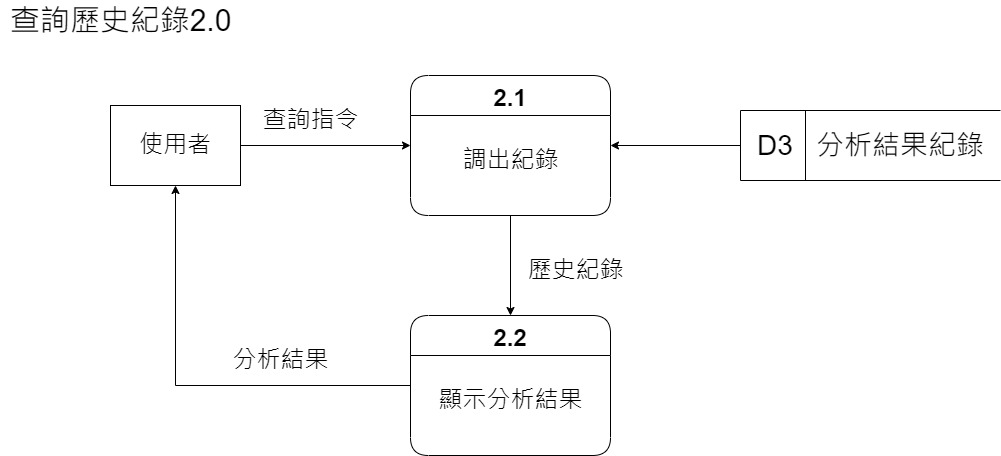 查詢歷史紀錄2.0
2.1
查詢指令
使用者
調出紀錄
D3
分析結果紀錄
歷史紀錄
2.2
分析結果
顯示分析結果